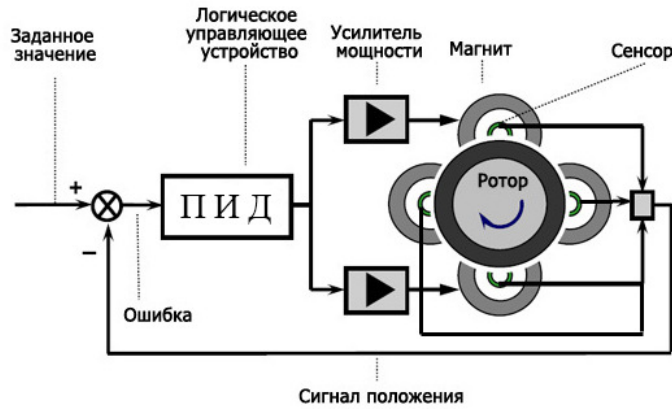 Заданное
значение
Логическое
управляющее
устройство
Усилитель
мощности
Магнит
Сенсор
+
ПИД
Ротор
−
Ошибка
Сигнал положения